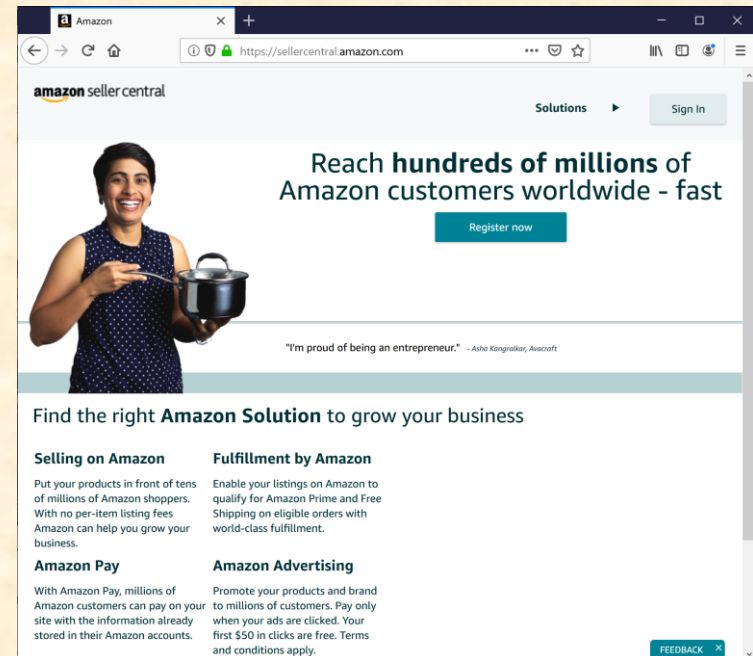 a Amazon
https://sellercentral.amazon.com
amazon seller central
Solutions
Sign In
Reach hundreds of millions of
Amazon customers worldwide - fast
Register now
"I'm proud of being an entrepreneur." - Asha Kangralkar, Avacraft
Find the right Amazon Solution to grow your business
Selling on Amazon
Put your products in front of tens
of millions of Amazon shoppers.
With no per-item listing fees
Amazon can help you grow your
business.
Fulfillment by Amazon
Enable your listings on Amazon to
qualify for Amazon Prime and Free
Shipping on eligible orders with
world-class fulfillment.
Amazon Pay
With Amazon Pay, millions of
Amazon customers can pay on your
site with the information already
stored in their Amazon accounts.
Amazon Advertising
Promote your products and brand
to millions of customers. Pay only
when your ads are clicked. Your
first $50 in clicks are free. Terms
and conditions apply.
FEEDBACK